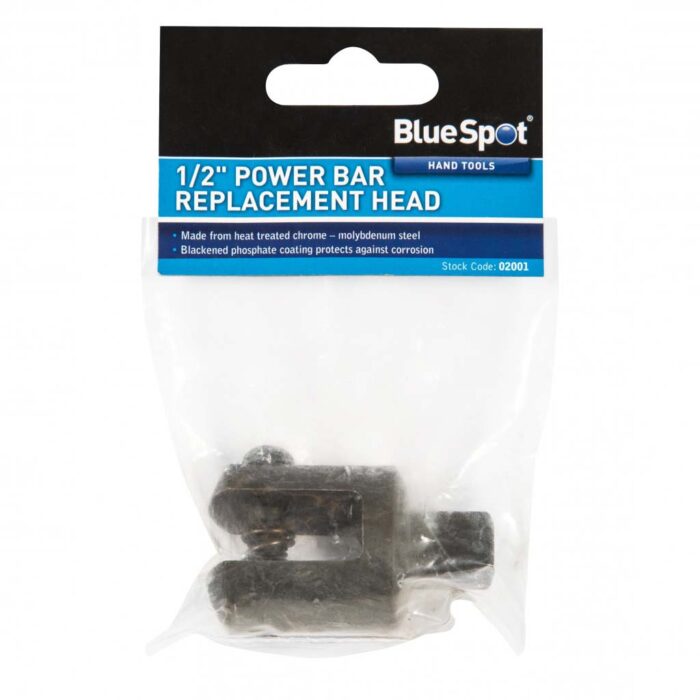 BlueSpot®
HAND TOOLS
1/2" POWER BAR
REPLACEMENT HEAD
• Made from heat treated chrome – molybdenum steel
• Blackened phosphate coating protects against corrosion
Stock Code: 02001